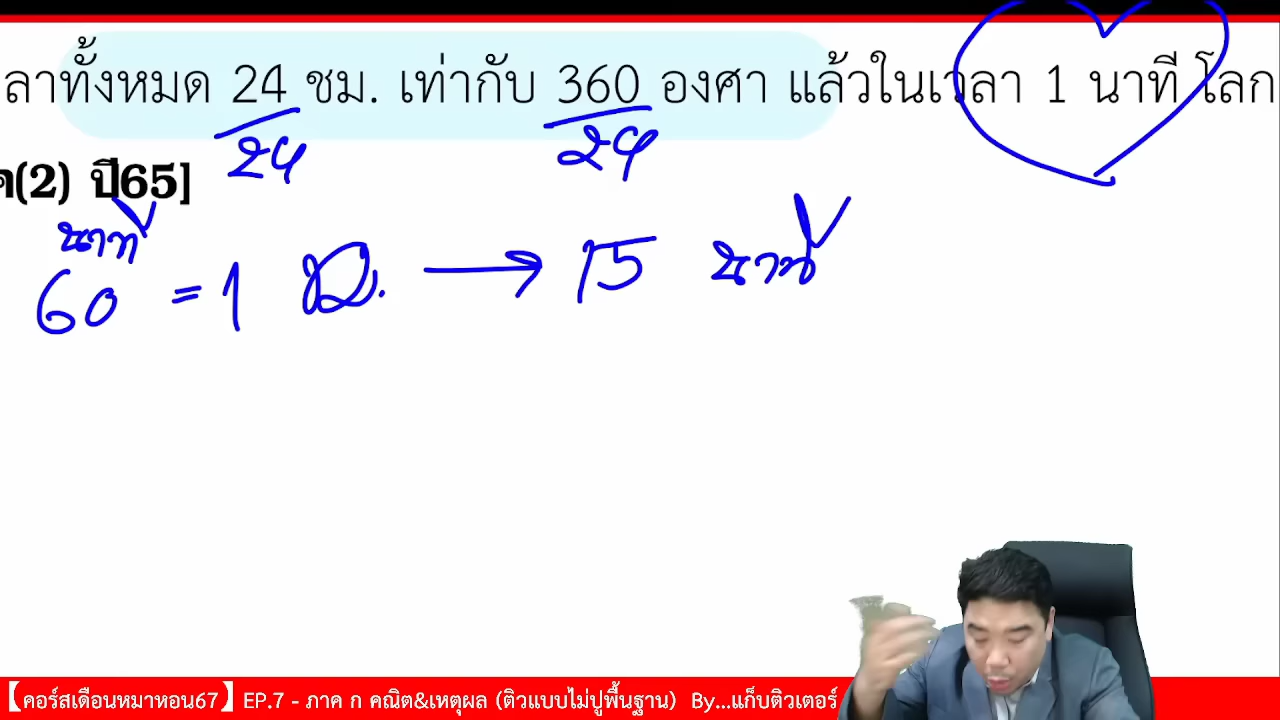 ลาทั้งหมด 24 ชม. เท่ากับ 360 องศา แล้วในเวลา 1 นาที โลก
24 24
ค(2) ปี65]
นาที
60 = 1 ชม. → 15 นาที
【คอร์สเดือนหมาหอน67】EP.7 - ภาค ก คณิต&เหตุผล (ติวแบบไม่ปูพื้นฐาน) By...แก็บติวเตอร์